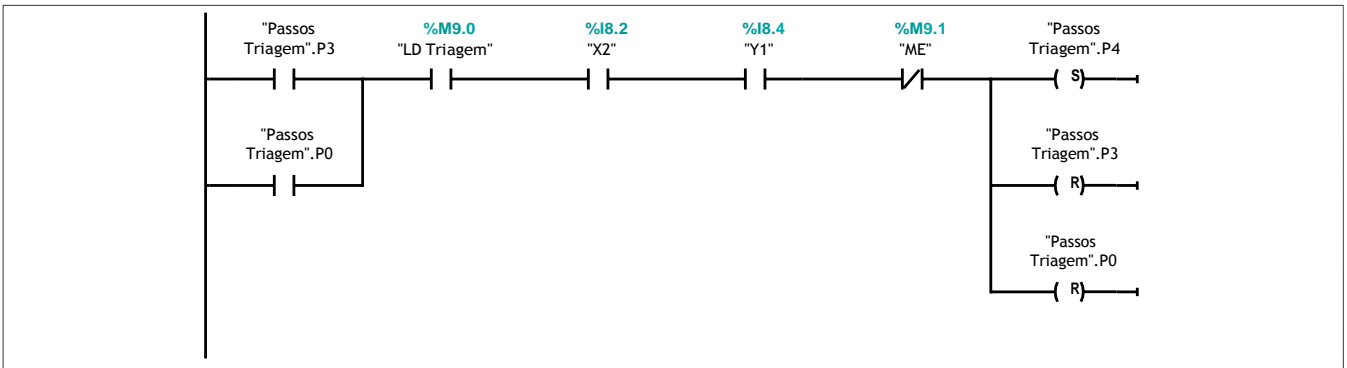 "Passos
Triagem".P3
%M9.0
"LD Triagem"
%I8.2
"X2"
%I8.4
"Y1"
%M9.1
"ME"
"Passos
Triagem".P4
S
"Passos
Triagem".P0
"Passos
Triagem".P3
R
"Passos
Triagem".P0
R